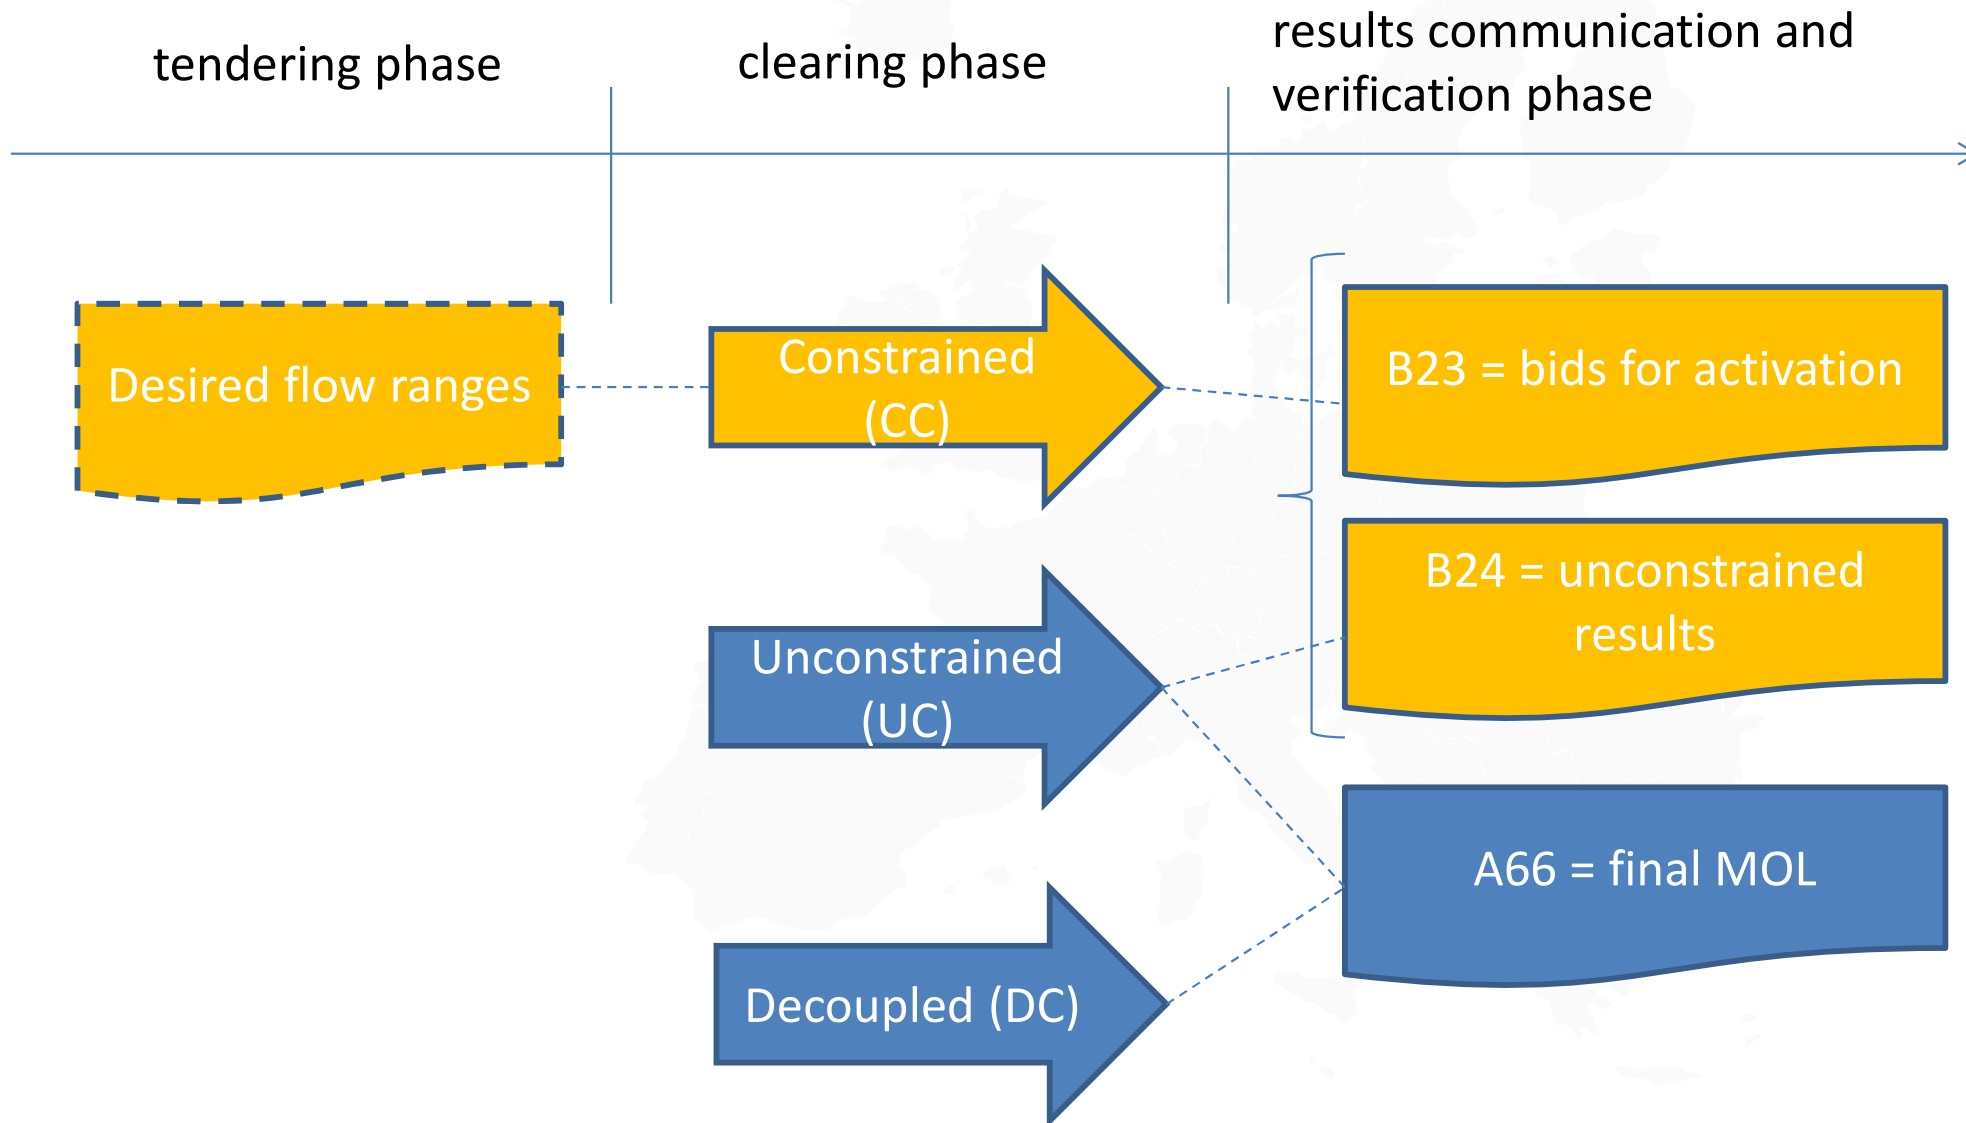 tendering phase
clearing phase
results communication and
verification phase
Desired flow ranges
Constrained
(CC)
B23 = bids for activation
Unconstrained
(UC)
B24 = unconstrained
results
Decoupled (DC)
A66 = final MOL